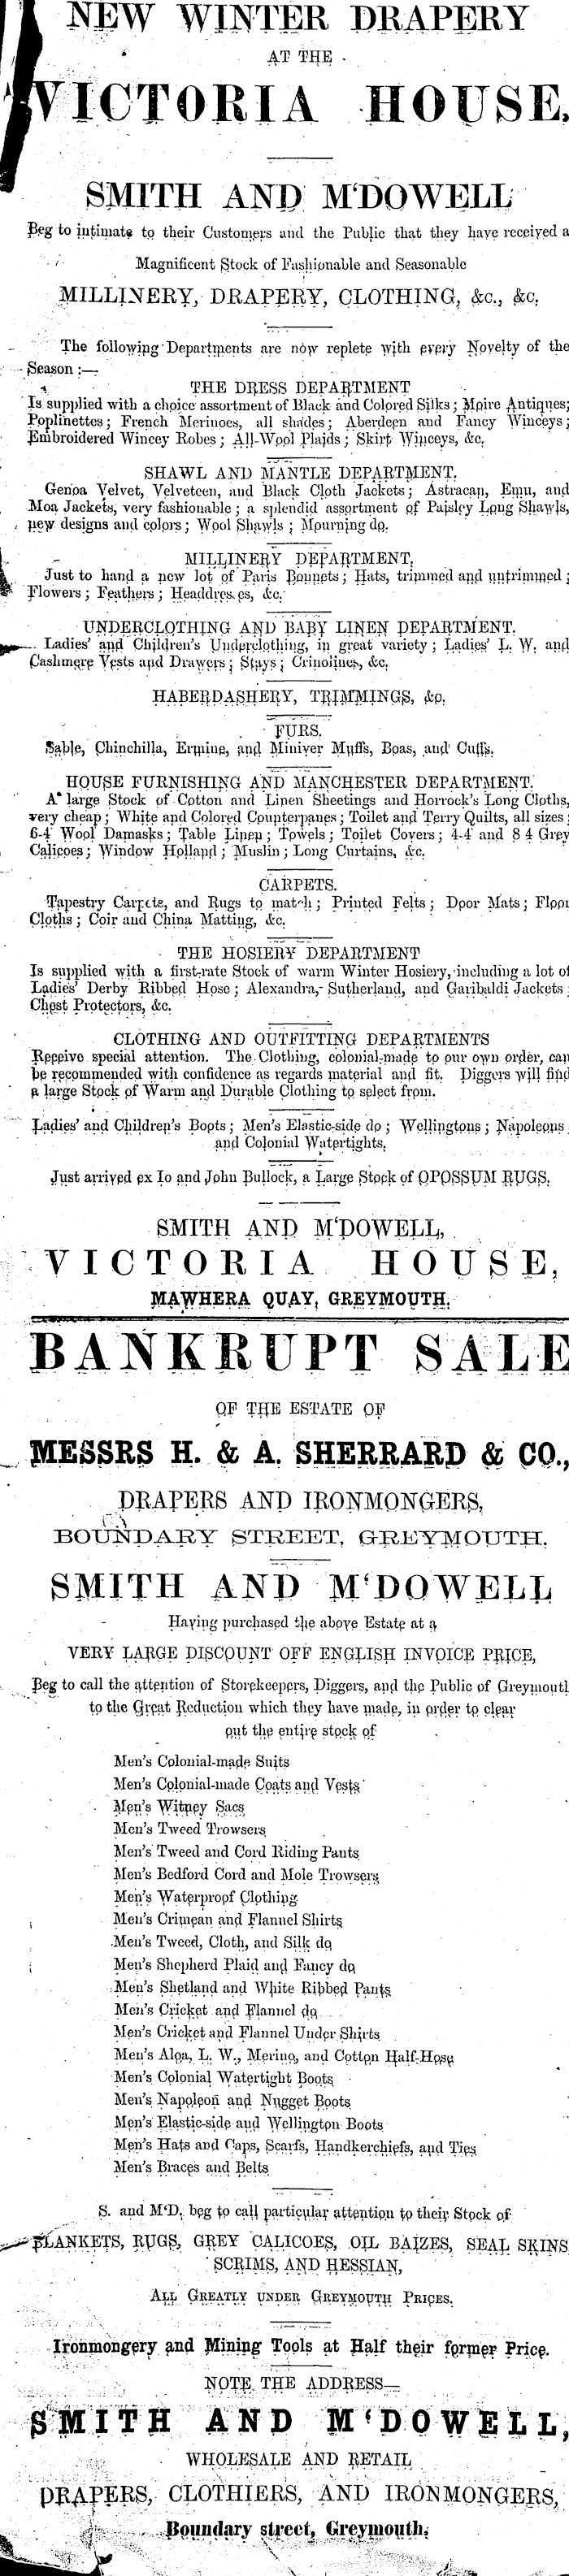 NEW WINTER DRAPERY
AT THE
VICTORIA HOUSE,
SMITH AND M'DOWELL
Beg to intimate to their Customers and the Public that they have received a
Magnificent Stock of Fashionable and Seasonable
MILLINERY, DRAPERY, CLOTHING, &c., &c.
The following Departments are now replete with every Novelty of the
Season :—
THE DRESS DEPARTMENT
Is supplied with a choice assortment of Black and Colored Silks ; Moire Antiques;
Poplinettes ; French Merinoes, all shades ; Aberdeen and Fancy Winceys ;
Embroidered Wincey Robes ; All-Wool Plaids ; Skirt Winceys, &c.
SHAWL AND MANTLE DEPARTMENT.
Genoa Velvet, Velveteen, and Black Cloth Jackets ; Astracan, Emu, and
Moa Jackets, very fashionable ; a splendid assortment of Paisley Long Shawls,
new designs and colors ; Wool Shawls ; Mourning do.
MILLINERY DEPARTMENT.
Just to hand a new lot of Paris Bonnets ; Hats, trimmed and untrimmed ;
Flowers ; Feathers ; Headdresses, &c.
UNDERCLOTHING AND BABY LINEN DEPARTMENT.
Ladies' and Children's Underclothing, in great variety ; Ladies' L. W. and
Cashmere Vests and Drawers ; Stays ; Crinolines, &c.
HABERDASHERY, TRIMMINGS, &c.
FURS.
Sable, Chinchilla, Ermine, and Miniver Muffs, Boas, and Cuffs.
HOUSE FURNISHING AND MANCHESTER DEPARTMENT.
A large Stock of Cotton and Linen Sheetings and Horrock's Long Cloths,
very cheap ; White and Colored Counterpanes ; Toilet and Terry Quilts, all sizes ;
6-4 Wool Damasks ; Table Linen ; Towels ; Toilet Covers ; 4-4 and 8 4 Grey
Calicoes ; Window Holland ; Muslin ; Long Curtains, &c.
CARPETS.
Tapestry Carpets, and Rugs to match ; Printed Felts ; Door Mats ; Floor
Cloths ; Coir and China Matting, &c.
THE HOSIERY DEPARTMENT
Is supplied with a first-rate Stock of warm Winter Hosiery, including a lot of
Ladies' Derby Ribbed Hose ; Alexandra, Sutherland, and Garibaldi Jackets ;
Chest Protectors, &c.
CLOTHING AND OUTFITTING DEPARTMENTS
Receive special attention. The Clothing, colonial-made to our own order, can
be recommended with confidence as regards material and fit. Diggers will find
a large Stock of Warm and Durable Clothing to select from.
Ladies' and Children's Boots ; Men's Elastic-side do ; Wellingtons ; Napoleons
and Colonial Watertights.
Just arrived ex Io and John Bullock, a Large Stock of OPOSSUM RUGS.
SMITH AND M'DOWELL,
VICTORIA HOUSE,
MAWHERA QUAY, GREYMOUTH.
BANKRUPT SALE
OF THE ESTATE OF
MESSRS H. & A. SHERRARD & CO.,
DRAPERS AND IRONMONGERS,
BOUNDARY STREET, GREYMOUTH.
SMITH AND M'DOWELL
Having purchased the above Estate at a
VERY LARGE DISCOUNT OFF ENGLISH INVOICE PRICE,
Beg to call the attention of Storekeepers, Diggers, and the Public of Greymouth
to the Great Reduction which they have made, in order to clear
out the entire stock of
Men's Colonial-made Suits
Men's Colonial-made Coats and Vests
Men's Witney Sacs
Men's Tweed Trowsers
Men's Tweed and Cord Riding Pants
Men's Bedford Cord and Mole Trowsers
Men's Waterproof Clothing
Men's Crimean and Flannel Shirts
Men's Tweed, Cloth, and Silk do
Men's Shepherd Plaid and Fancy do
Men's Shetland and White Ribbed Pants
Men's Cricket and Flannel do
Men's Cricket and Flannel Under Shirts
Men's Aloa, L. W., Merino, and Cotton Half-Hose
Men's Colonial Watertight Boots
Men's Napoleon and Nugget Boots
Men's Elastic-side and Wellington Boots
Men's Hats and Caps, Scarfs, Handkerchiefs, and Ties
Men's Braces and Belts
S. and M'D. beg to call particular attention to their Stock of
BLANKETS, RUGS, GREY CALICOES, OIL BAIZES, SEAL SKINS
SCRIMS, AND HESSIAN,
ALL GREATLY UNDER GREYMOUTH PRICES.
Ironmongery and Mining Tools at Half their former Price.
NOTE THE ADDRESS—
SMITH AND M'DOWELL,
WHOLESALE AND RETAIL
DRAPERS, CLOTHIERS, AND IRONMONGERS,
Boundary street, Greymouth.